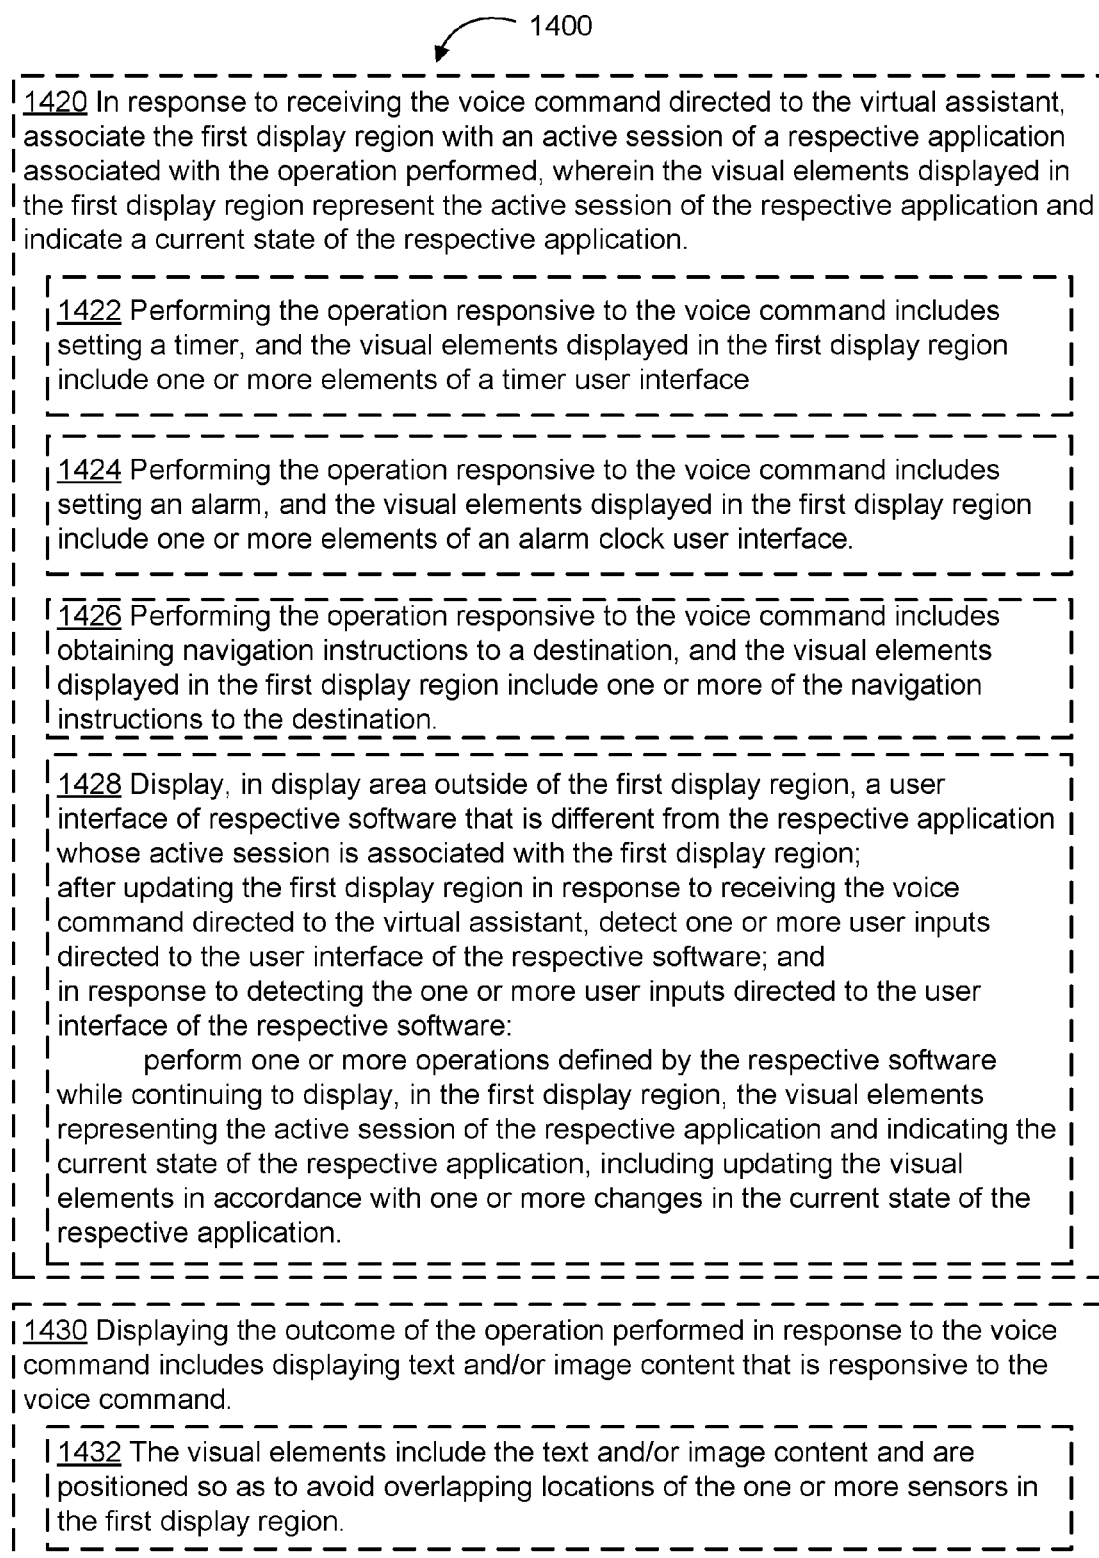 1400
1420 In response to receiving the voice command directed to the virtual assistant,
associate the first display region with an active session of a respective application
associated with the operation performed, wherein the visual elements displayed in
the first display region represent the active session of the respective application and
indicate a current state of the respective application.
1422 Performing the operation responsive to the voice command includes
setting a timer, and the visual elements displayed in the first display region
include one or more elements of a timer user interface
1424 Performing the operation responsive to the voice command includes
setting an alarm, and the visual elements displayed in the first display region
include one or more elements of an alarm clock user interface.
1426 Performing the operation responsive to the voice command includes
obtaining navigation instructions to a destination, and the visual elements
displayed in the first display region include one or more of the navigation
instructions to the destination.
1428 Display, in display area outside of the first display region, a user
interface of respective software that is different from the respective application
whose active session is associated with the first display region;
after updating the first display region in response to receiving the voice
command directed to the virtual assistant, detect one or more user inputs
directed to the user interface of the respective software; and
in response to detecting the one or more user inputs directed to the user
interface of the respective software:
perform one or more operations defined by the respective software
while continuing to display, in the first display region, the visual elements
representing the active session of the respective application and indicating the
current state of the respective application, including updating the visual
elements in accordance with one or more changes in the current state of the
respective application.
1430 Displaying the outcome of the operation performed in response to the voice
command includes displaying text and/or image content that is responsive to the
voice command.
1432 The visual elements include the text and/or image content and are
positioned so as to avoid overlapping locations of the one or more sensors in
the first display region.